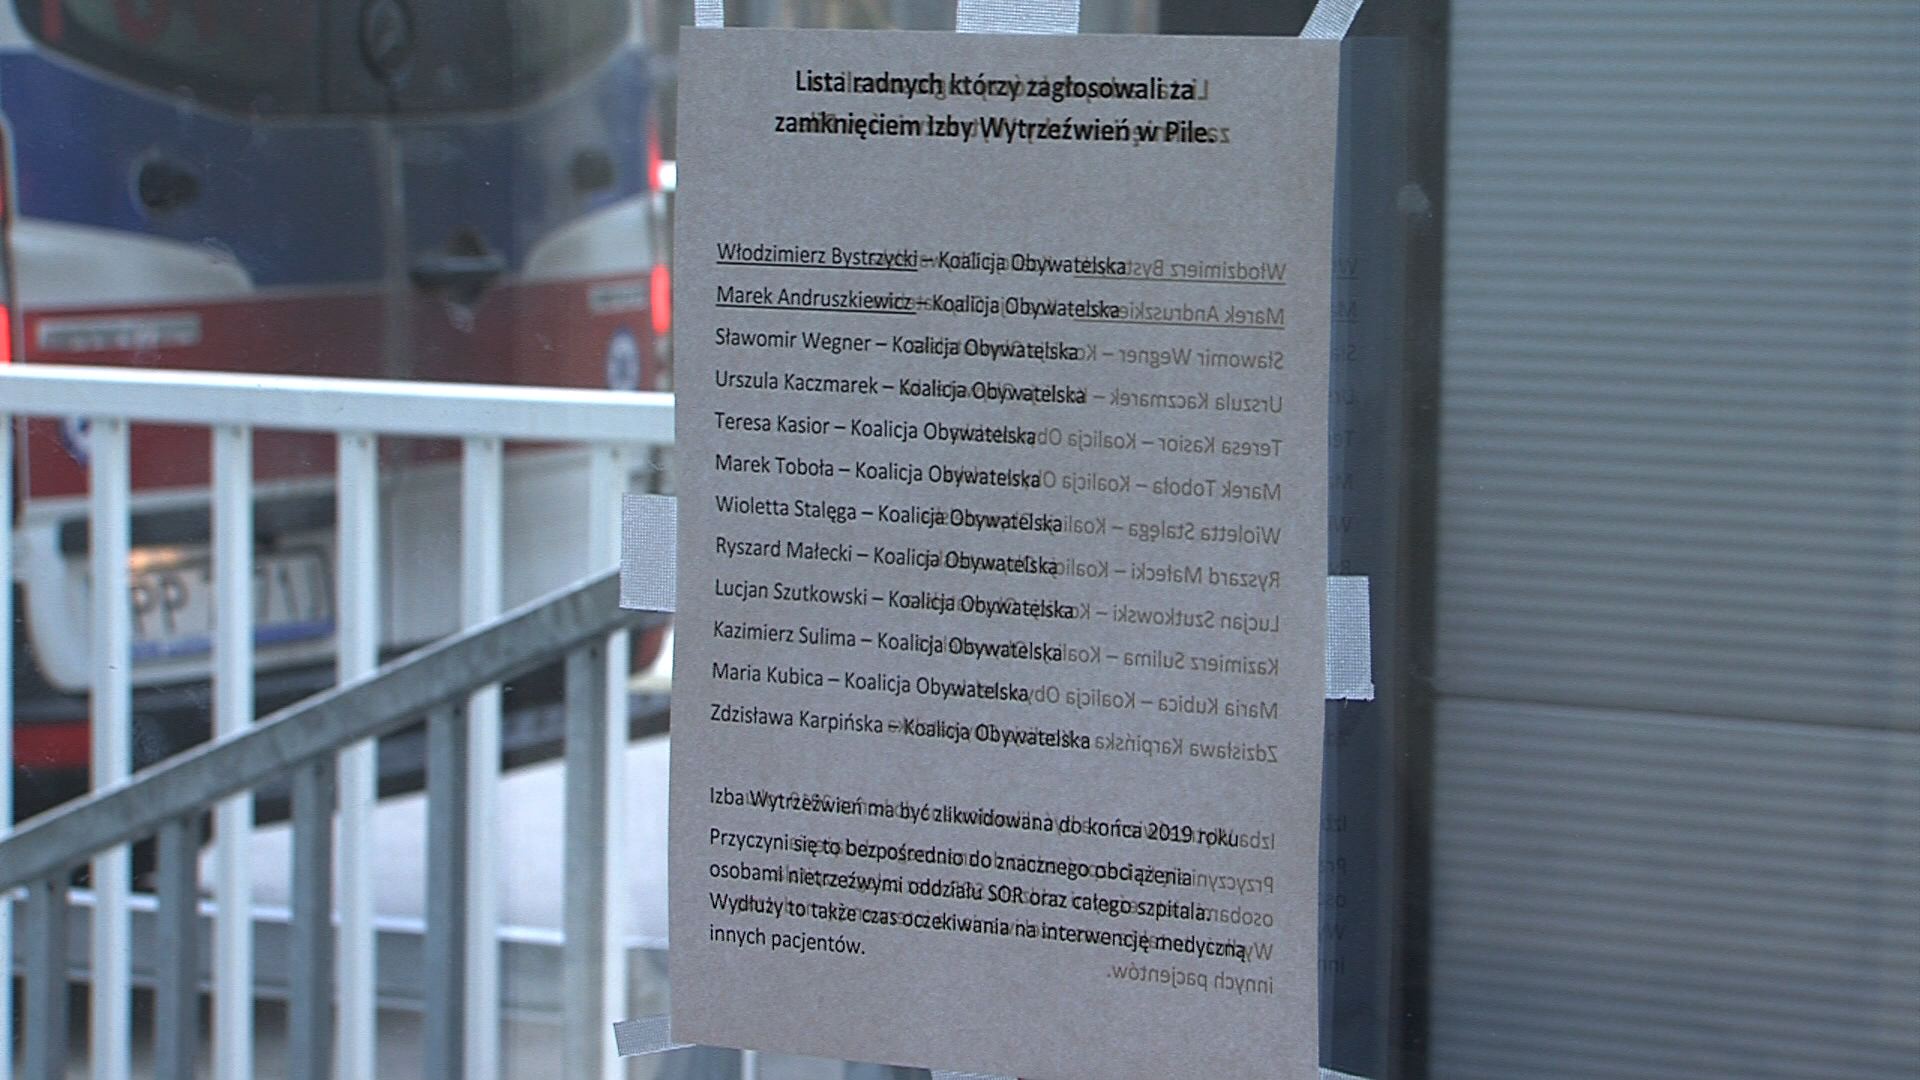 Lista radnych którzy zagłosowali za
zamknięciem Izby Wytrzeźwień w Pile.
Włodzimierz Bystrzycki – Koalicja Obywatelska
Marek Andruszkiewicz – Koalicja Obywatelska
Sławomir Wegner – Koalicja Obywatelska
Urszula Kaczmarek – Koalicja Obywatelska
Teresa Kasior – Koalicja Obywatelska
Marek Toboła – Koalicja Obywatelska
Wioletta Stalęga – Koalicja Obywatelska
Ryszard Małecki – Koalicja Obywatelska
Lucjan Szutkowski – Koalicja Obywatelska
Kazimierz Sulima – Koalicja Obywatelska
Maria Kubica – Koalicja Obywatelska
Zdzisława Karpińska – Koalicja Obywatelska
Izba Wytrzeźwień ma być zlikwidowana do końca 2019 roku
Przyczyni się to bezpośrednio do znacznego obciążenia
osobami nietrzeźwymi oddziału SOR oraz całego szpitala.
Wydłuży to także czas oczekiwania na interwencję medyczną
innych pacjentów.